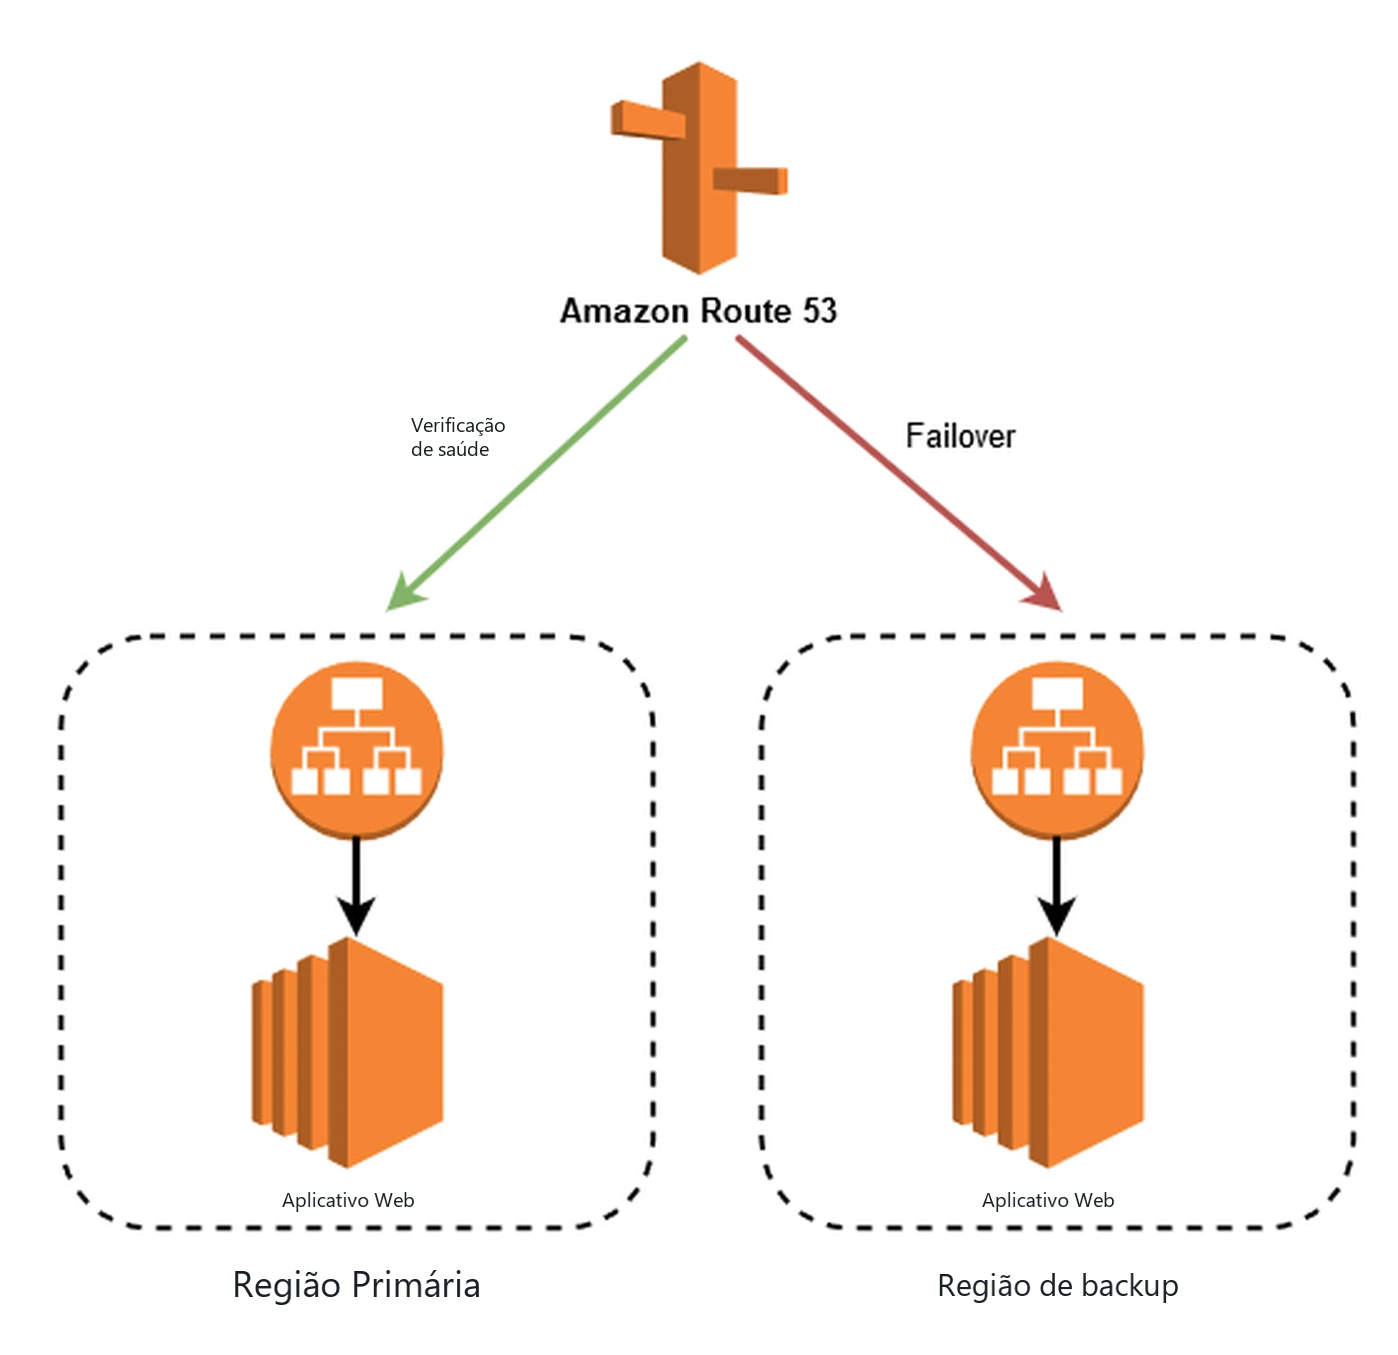 Amazon Route 53
Verificação
de saúde
Failover
Aplicativo Web
Aplicativo Web
Região Primária
Região de backup